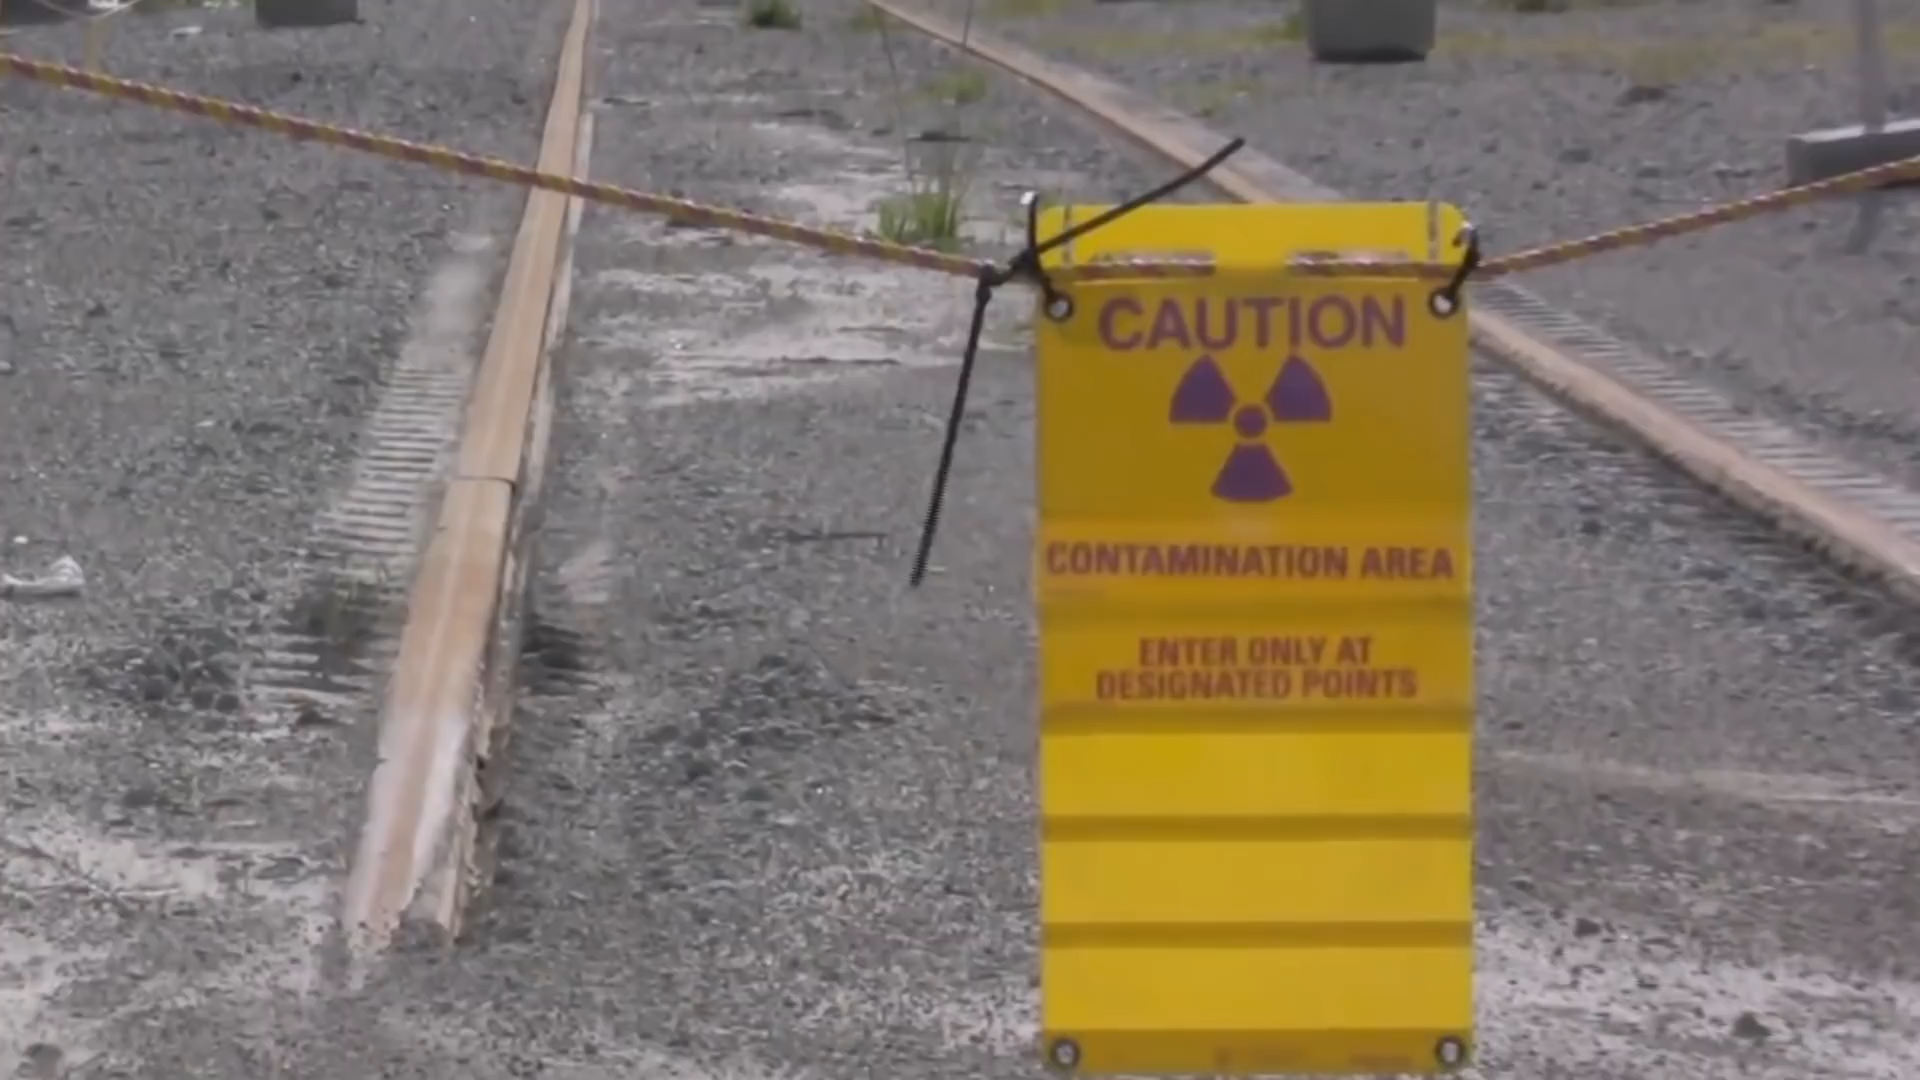 CAUTION
CONTAMINATION AREA
ENTER ONLY AT
DESIGNATED POINTS